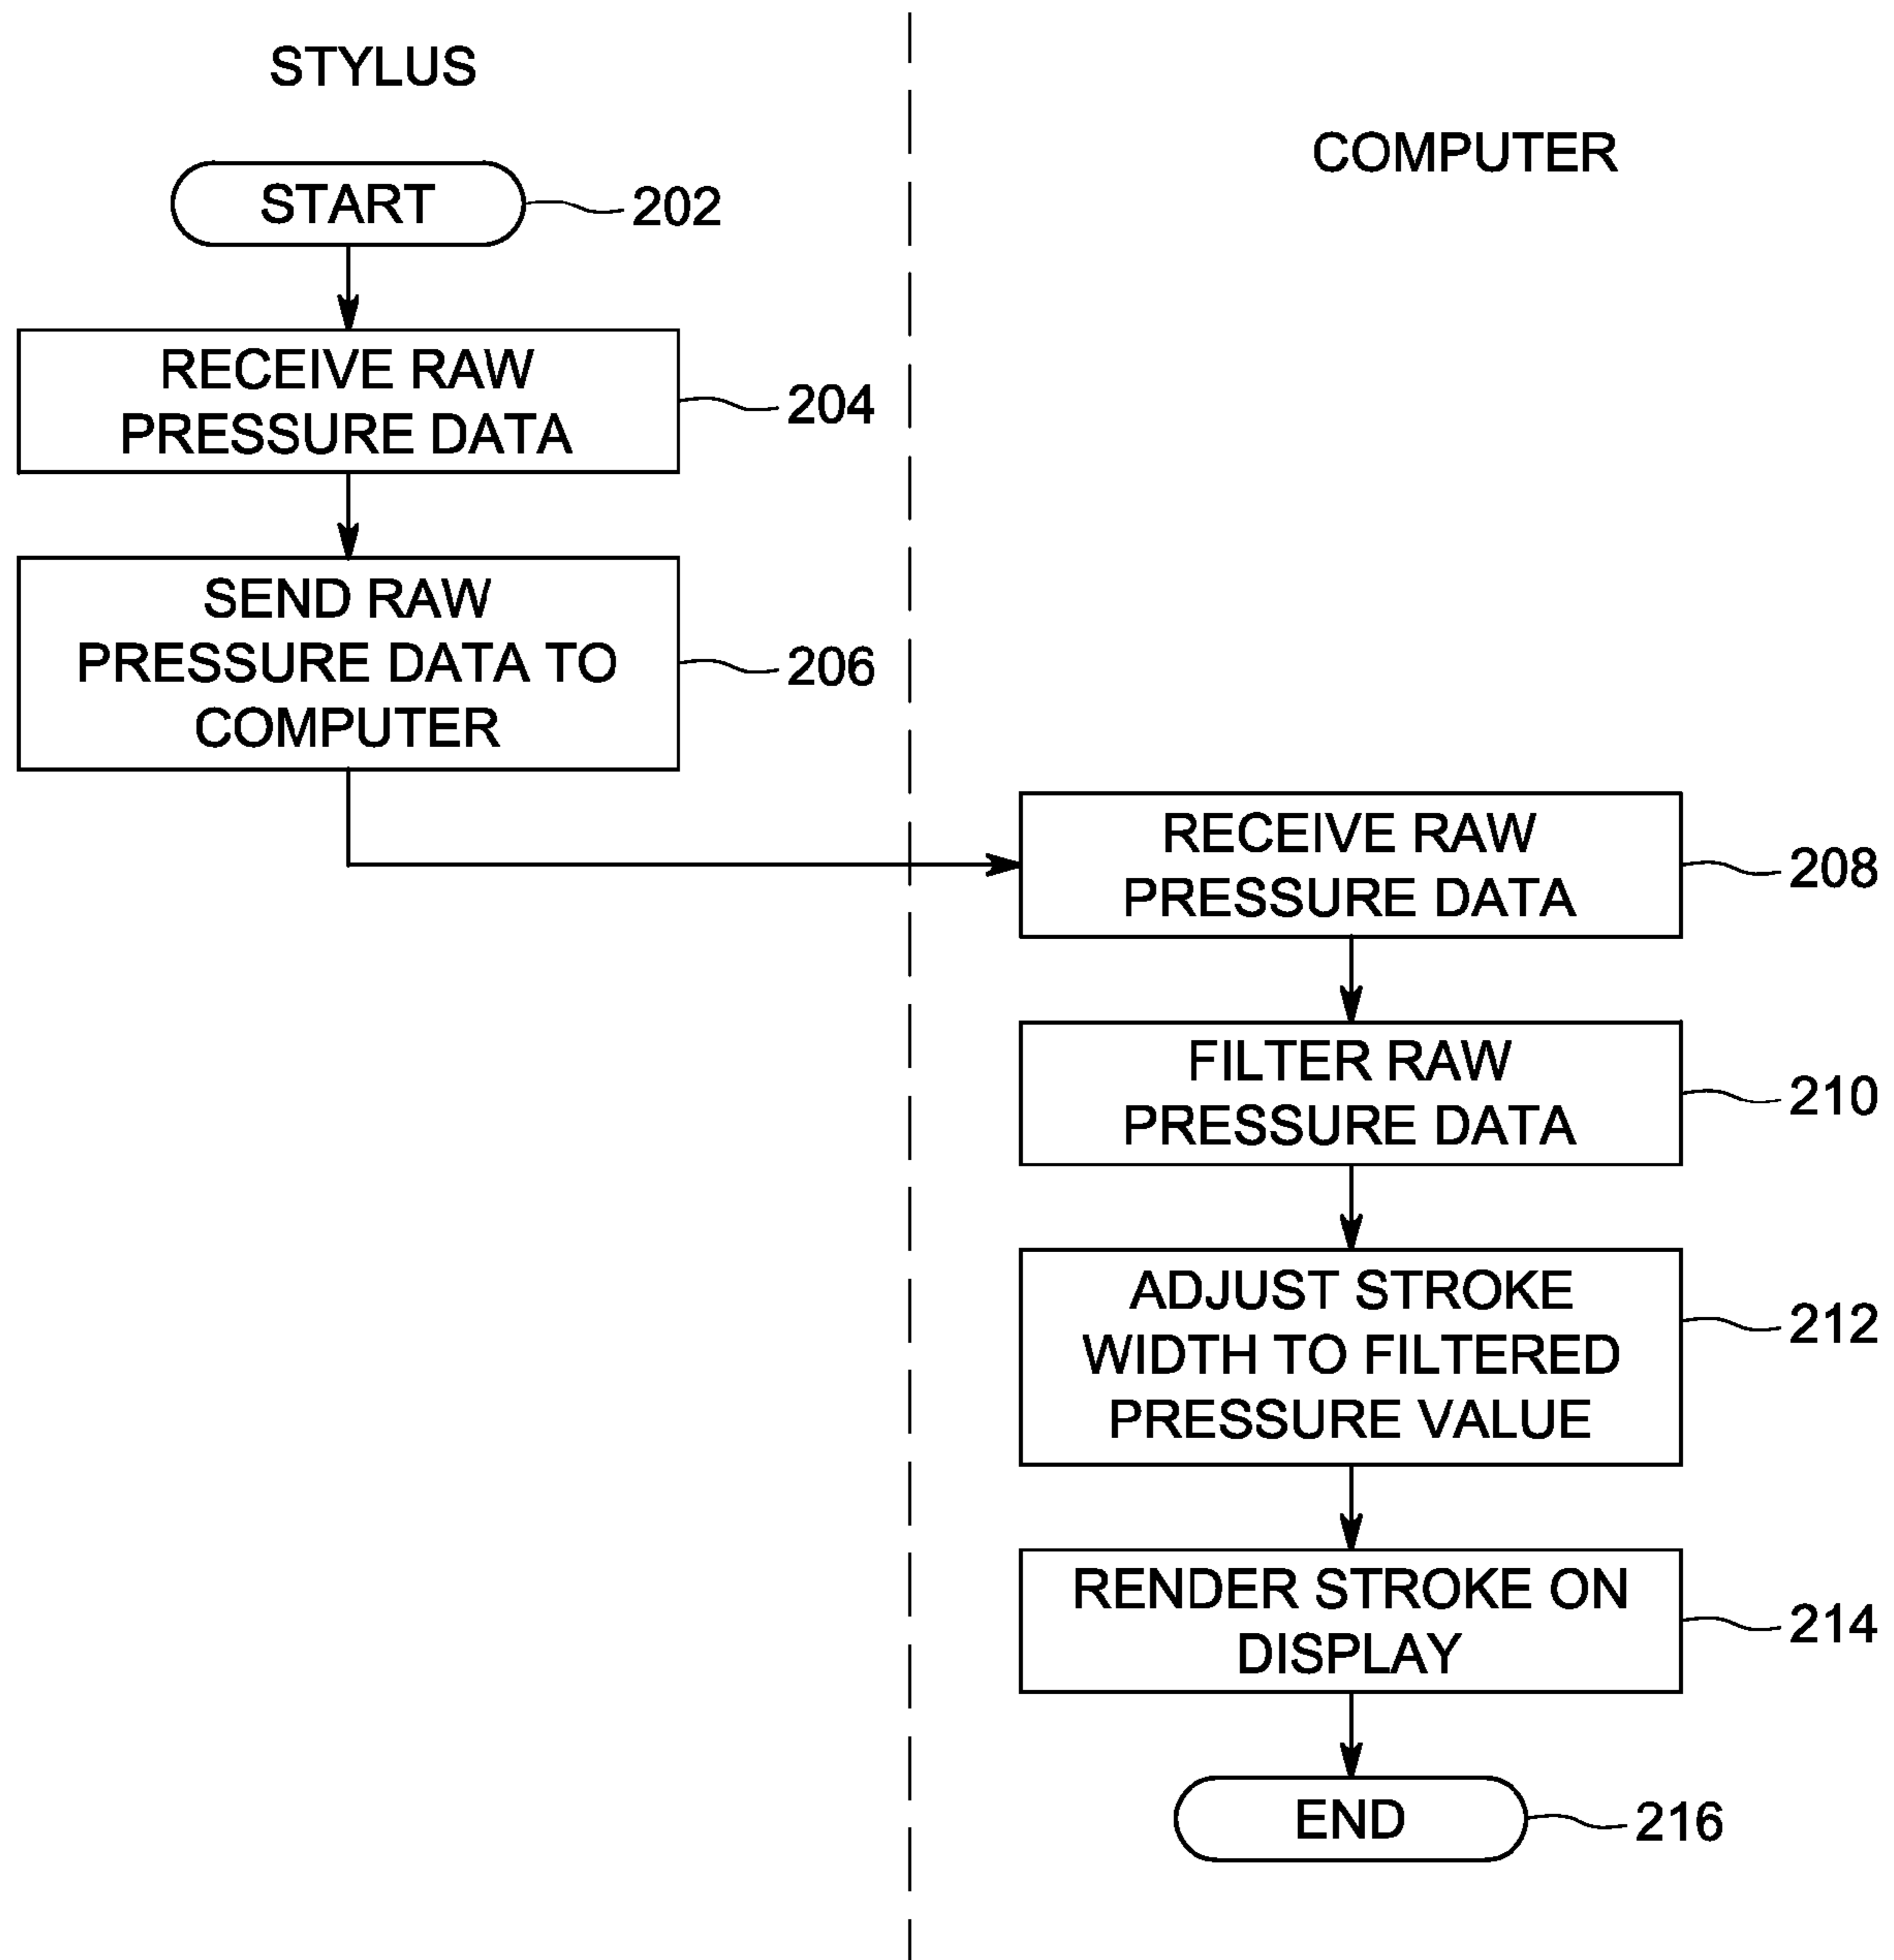 STYLUS
COMPUTER
START
202
RECEIVE RAW
PRESSURE DATA
204
SEND RAW
PRESSURE DATA TO
COMPUTER
206
RECEIVE RAW
PRESSURE DATA
208
FILTER RAW
PRESSURE DATA
210
ADJUST STROKE
WIDTH TO FILTERED
PRESSURE VALUE
212
RENDER STROKE ON
DISPLAY
214
END
216